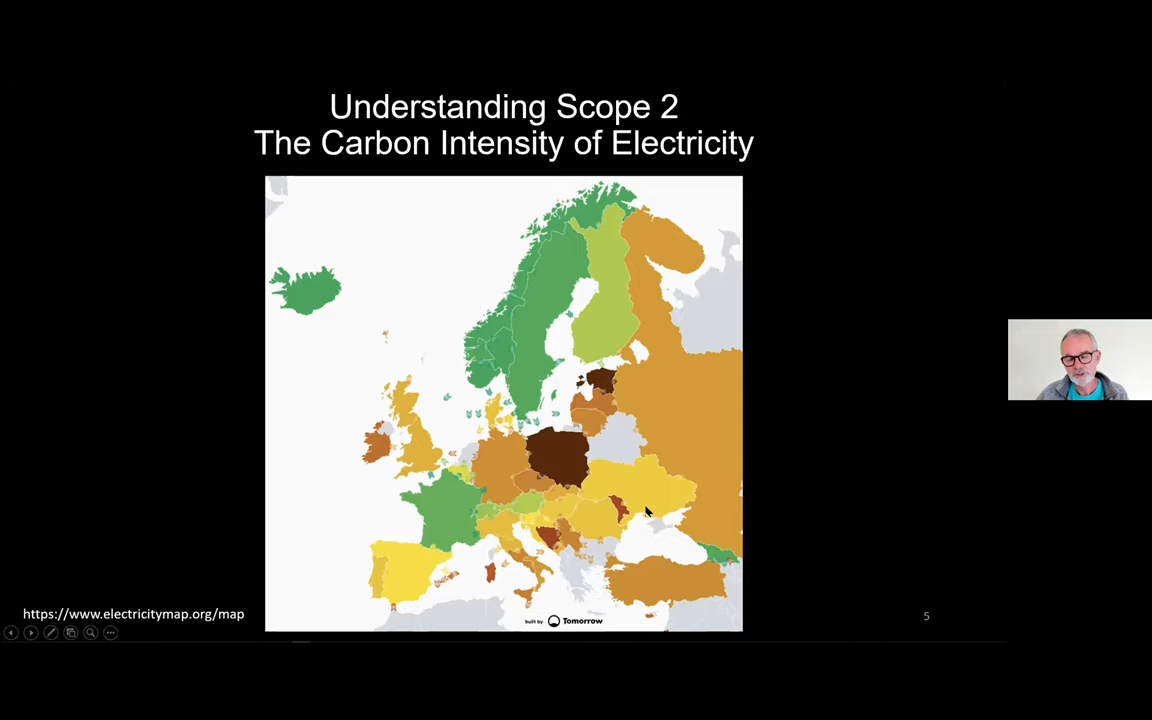 Understanding Scope 2
The Carbon Intensity of Electricity
built by Tomorrow
https://www.electricitymap.org/map
5